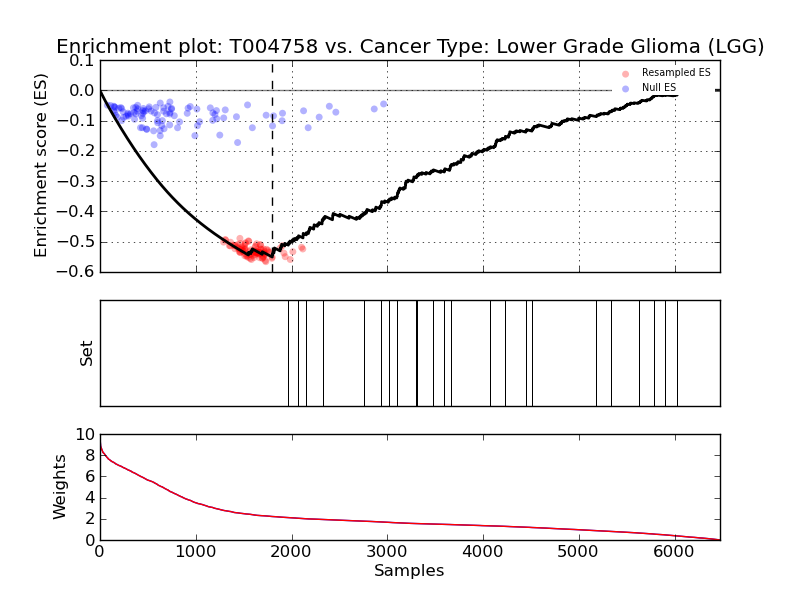 Enrichment plot: T004758 vs. Cancer Type: Lower Grade Glioma (LGG)
0.1
0.0
−0.1
−0.2
−0.3
−0.4
−0.5
−0.6
Enrichment score (ES)
Resampled ES
Null ES
Set
10
8
6
4
2
0
Weights
0 1000 2000 3000 4000 5000 6000
Samples